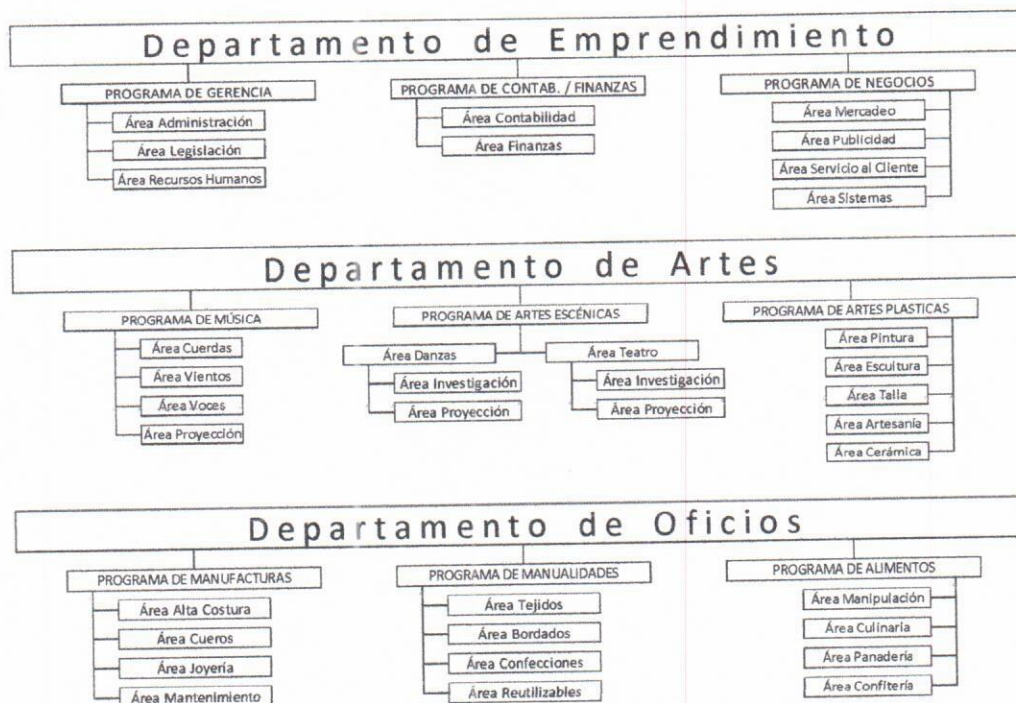 Departamento de Emprendimiento
PROGRAMA DE GERENCIA
Área Administración
Área Legislación
Área Recursos Humanos
PROGRAMA DE CONTAB. / FINANZAS
Área Contabilidad
Área Finanzas
PROGRAMA DE NEGOCIOS
Área Mercadeo
Área Publicidad
Área Servicio al Cliente
Área Sistemas
Departamento de Artes
PROGRAMA DE MÚSICA
Área Cuerdas
Área Vientos
Área Voces
Área Proyección
PROGRAMA DE ARTES ESCÉNICAS
Área Danzas
Área Investigación
Área Proyección
Área Teatro
Área Investigación
Área Proyección
PROGRAMA DE ARTES PLASTICAS
Área Pintura
Área Escultura
Área Talla
Área Artesanía
Área Cerámica
Departamento de Oficios
PROGRAMA DE MANUFACTURAS
Área Alta Costura
Área Cueros
Área Joyería
Área Mantenimiento
PROGRAMA DE MANUALIDADES
Área Tejidos
Área Bordados
Área Confecciones
Área Reutilizables
PROGRAMA DE ALIMENTOS
Área Manipulación
Área Culinaria
Área Panadería
Área Confitería